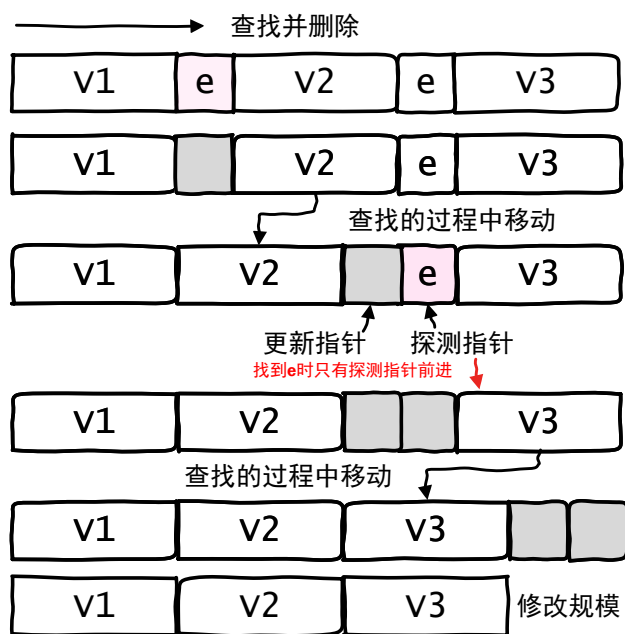 查找并删除
v1 e v2 e v3
v1 v2 e v3
查找的过程中移动
v1 v2 e v3
更新指针 探测指针
找到e时只有探测指针前进
v1 v2 v3
查找的过程中移动
v1 v2 v3
v1 v2 v3 修改规模